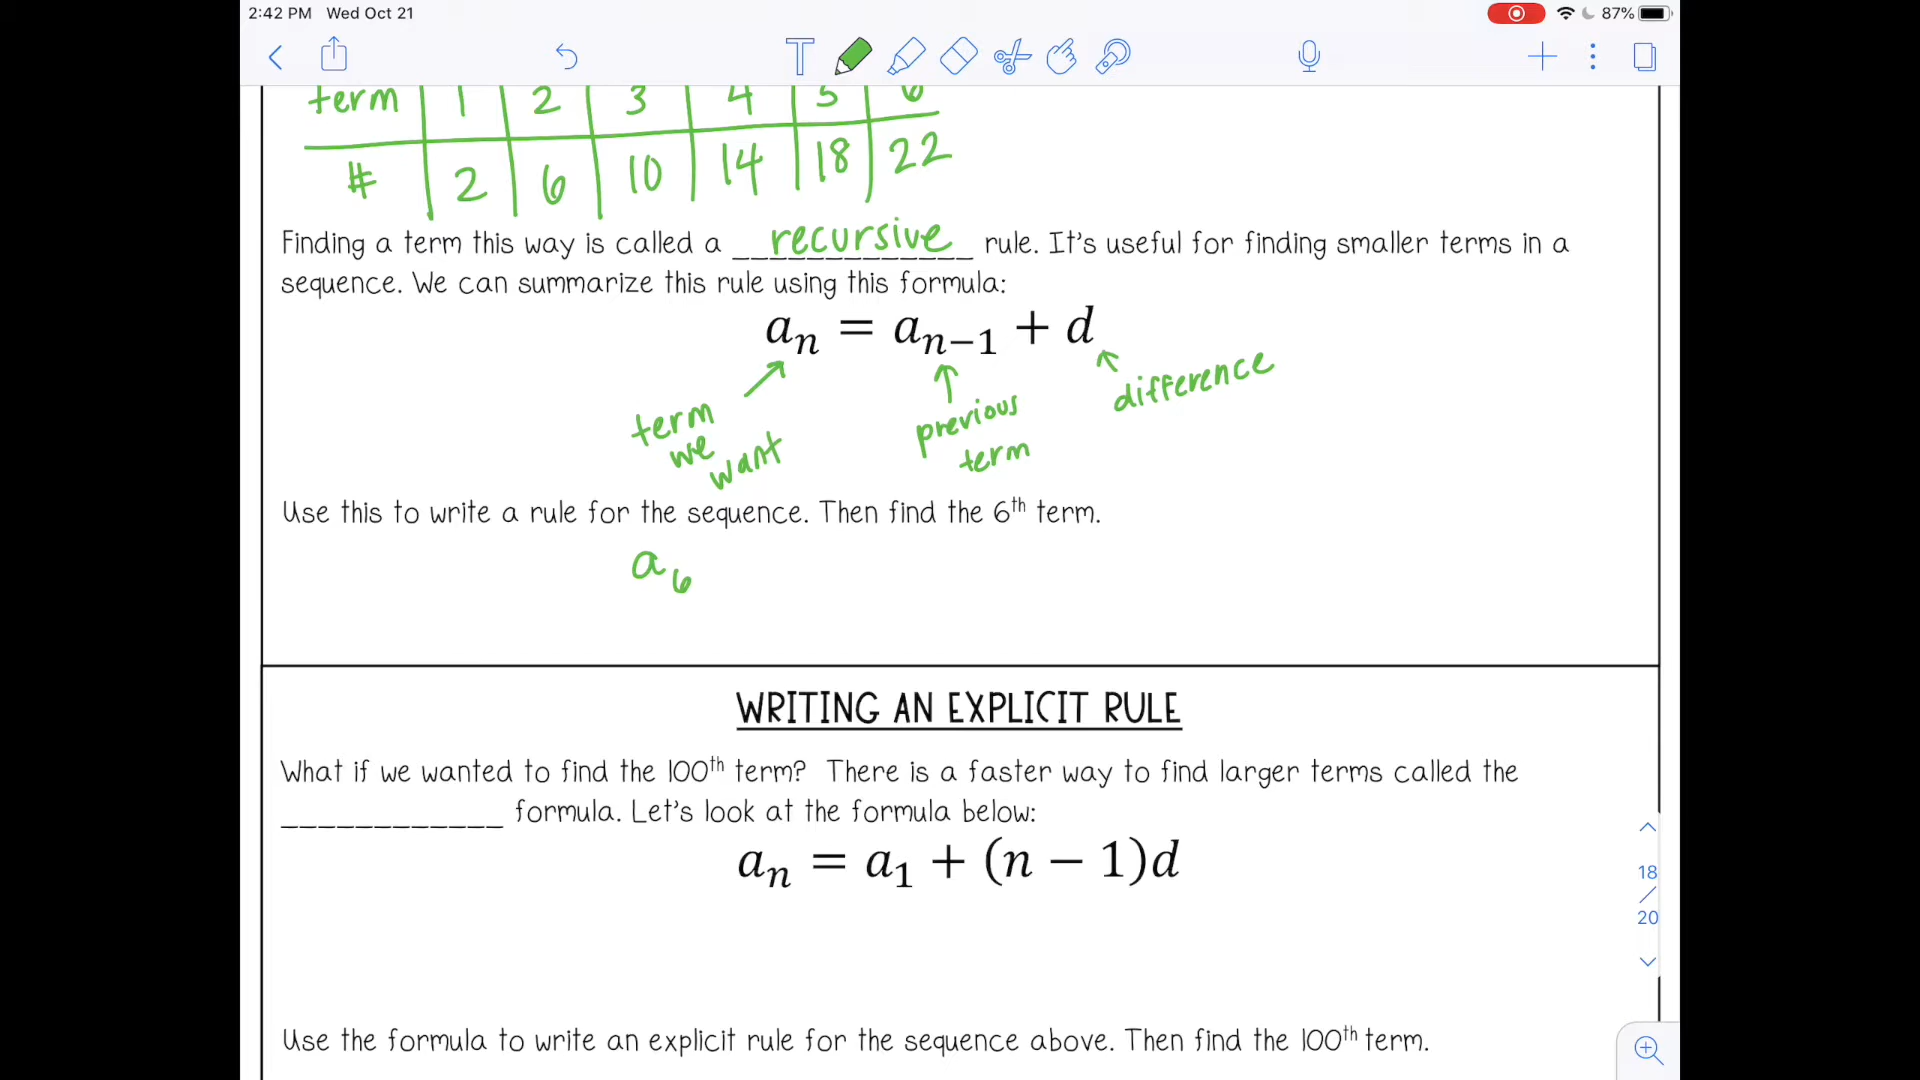 2:42 PM Wed Oct 21
87%
T
term 1 2 3 4 5 6
# 2 6 10 14 18 22
Finding a term this way is called a recursive rule. It's useful for finding smaller terms in a
sequence. We can summarize this rule using this formula:
aₙ = aₙ₋₁ + d
difference
term
we
want
previous
term
Use this to write a rule for the sequence. Then find the 6ᵗʰ term.
a₆
WRITING AN EXPLICIT RULE
What if we wanted to find the 100ᵗʰ term? There is a faster way to find larger terms called the
____________ formula. Let's look at the formula below:
aₙ = a₁ + (n − 1)d
18
/
20
Use the formula to write an explicit rule for the sequence above. Then find the 100ᵗʰ term.